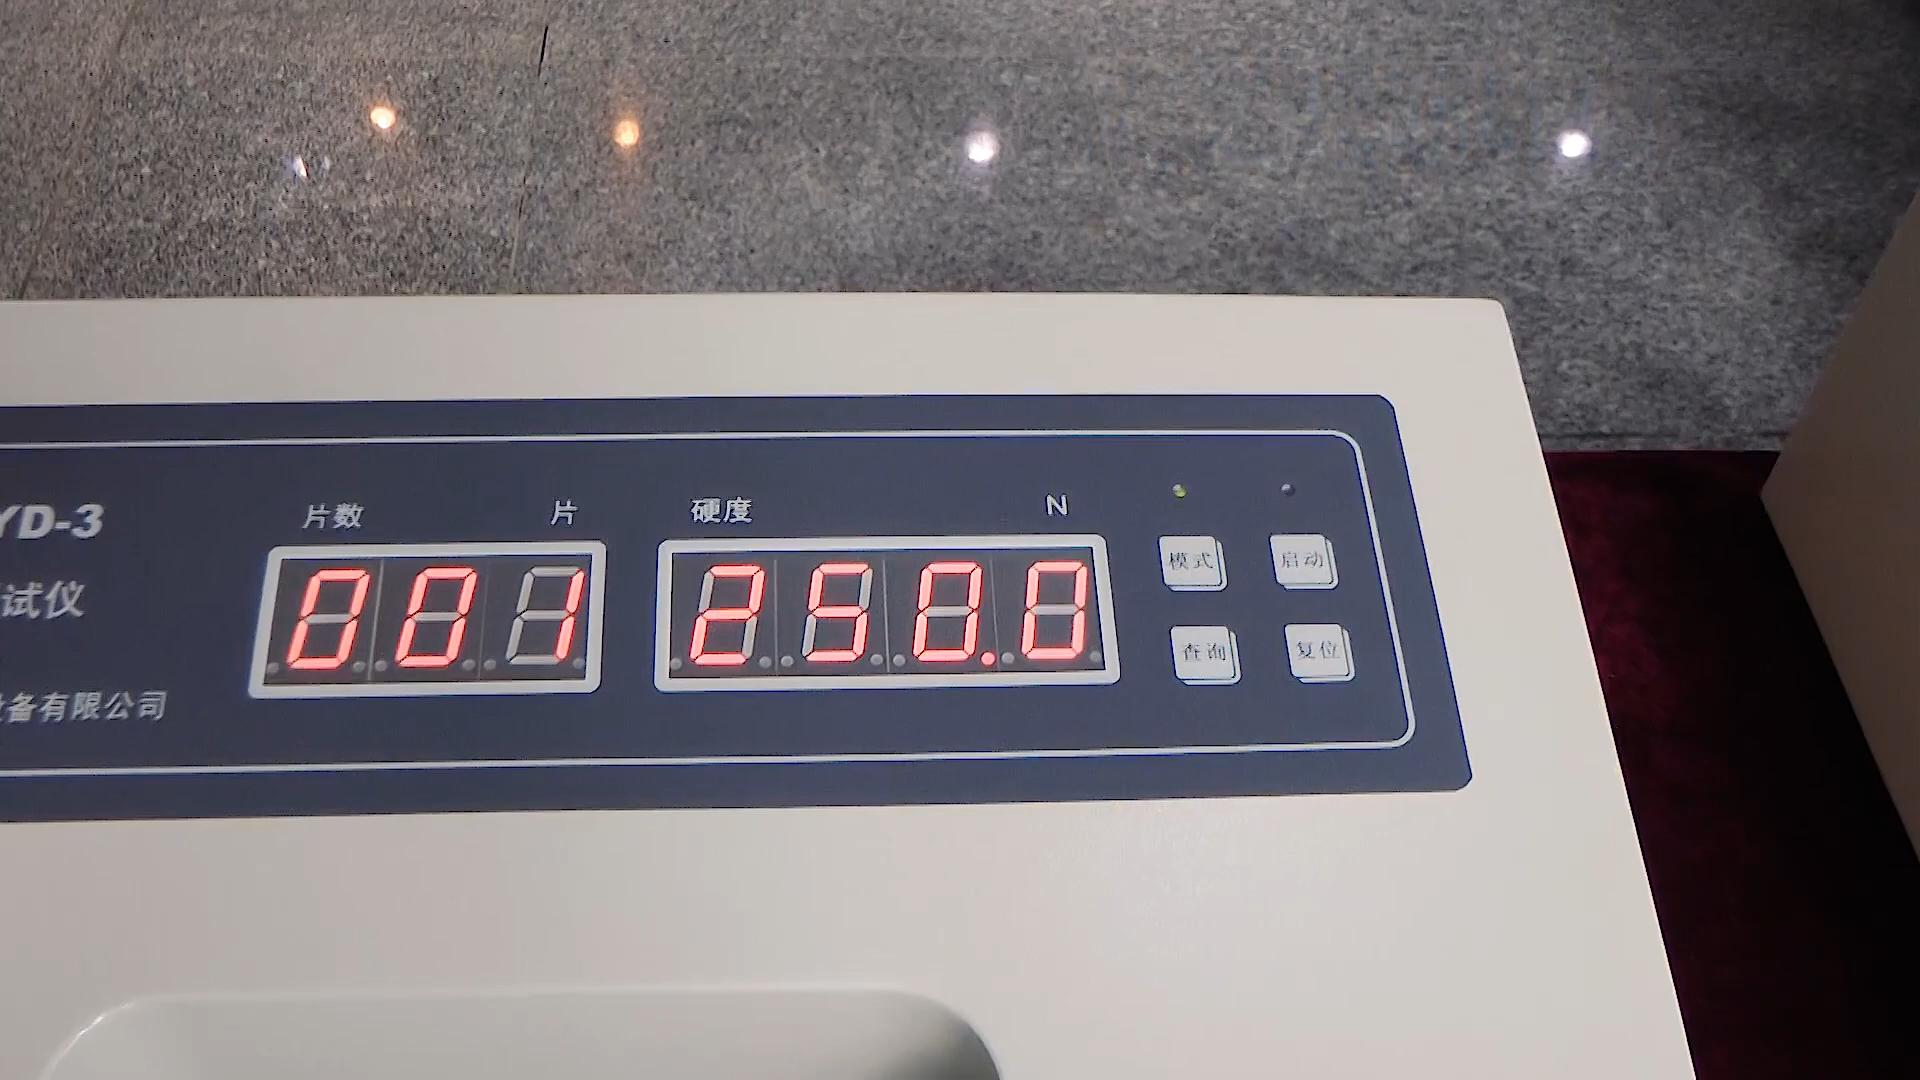 YD-3
试仪
备有限公司
片数 片
001
硬度 N
250.0
模式 启动
查询 复位